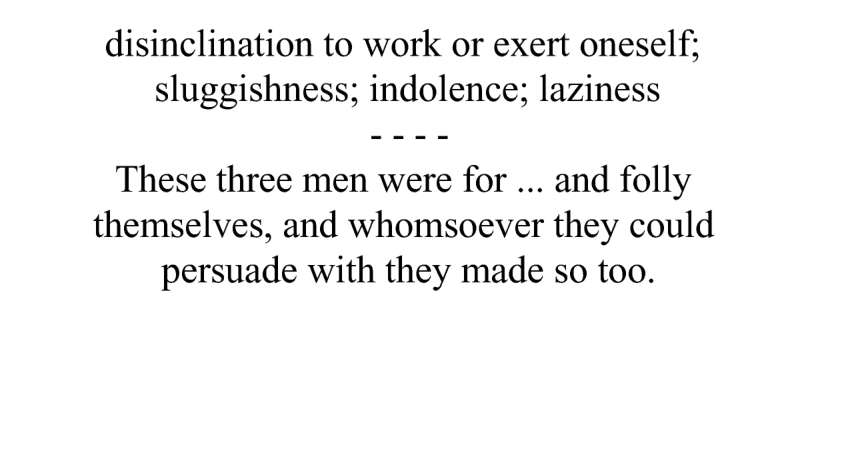 disinclination to work or exert oneself;
sluggishness; indolence; laziness
- - - -
These three men were for ... and folly
themselves, and whomsoever they could
persuade with they made so too.